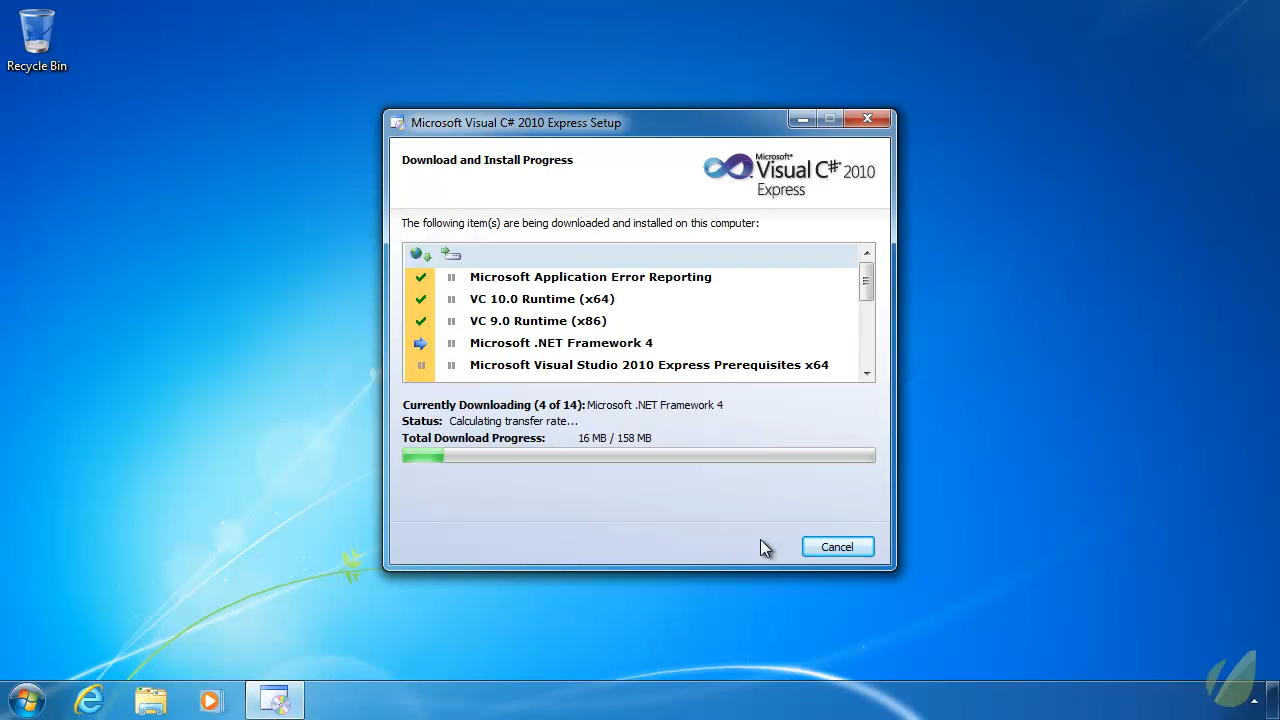 Recycle Bin
Microsoft Visual C# 2010 Express Setup
Download and Install Progress
Microsoft®
Visual C#® 2010
Express
The following item(s) are being downloaded and installed on this computer:
Microsoft Application Error Reporting
VC 10.0 Runtime (x64)
VC 9.0 Runtime (x86)
Microsoft .NET Framework 4
Microsoft Visual Studio 2010 Express Prerequisites x64
Currently Downloading (4 of 14): Microsoft .NET Framework 4
Status: Calculating transfer rate...
Total Download Progress: 16 MB / 158 MB
Cancel